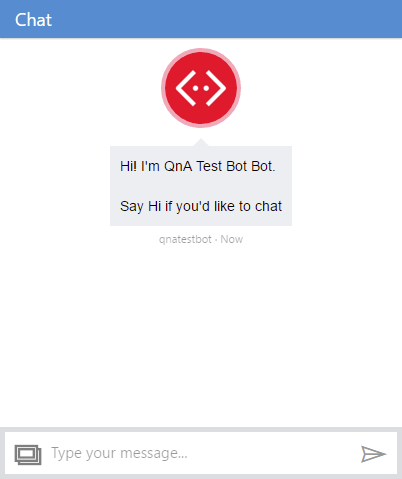 Chat
Hi! I'm QnA Test Bot Bot.
Say Hi if you'd like to chat
qnatestbot · Now
Type your message...